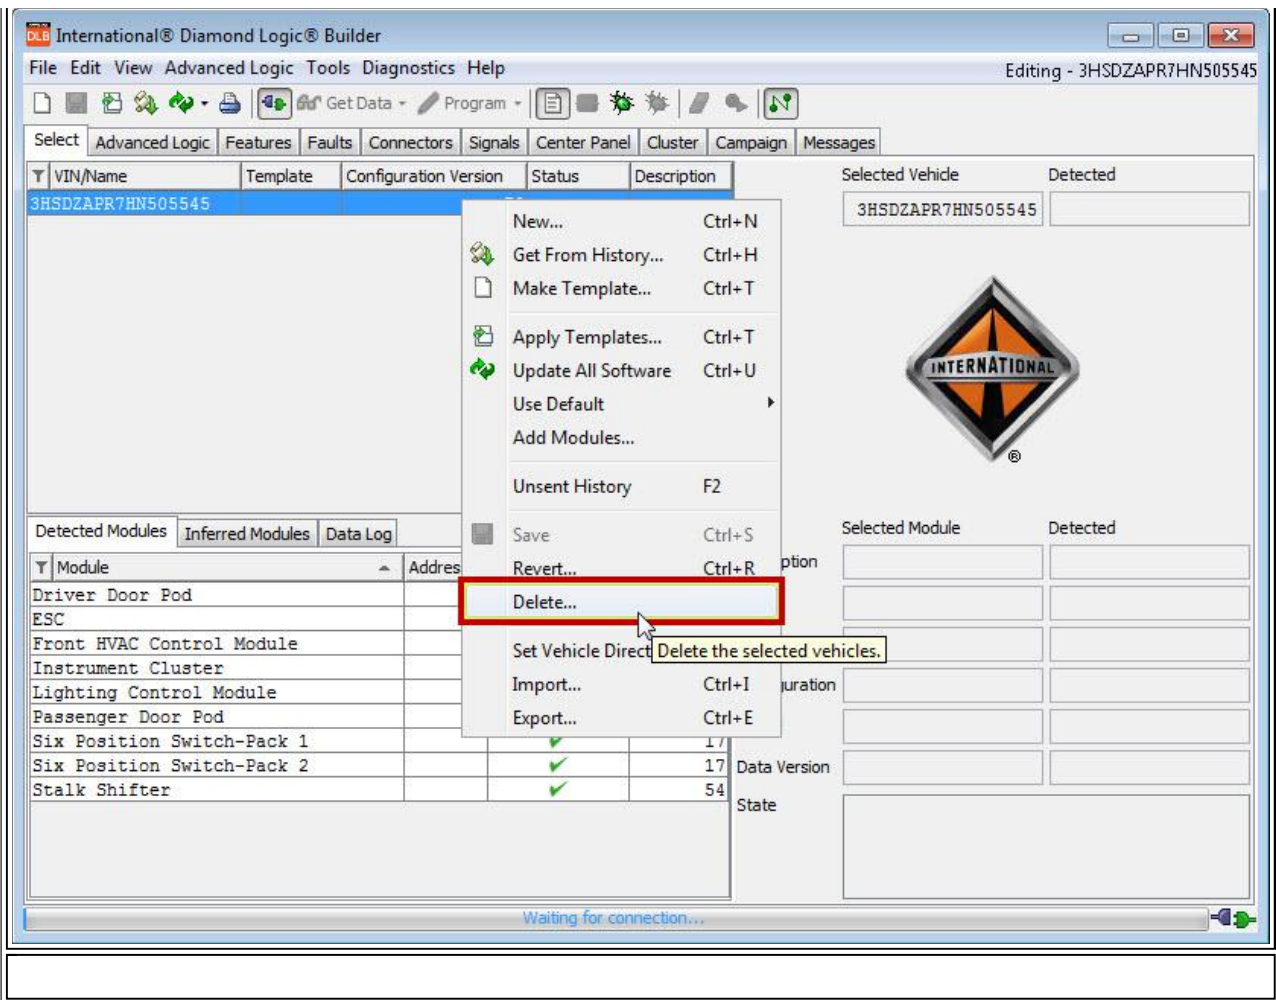 DLB International® Diamond Logic® Builder
File Edit View Advanced Logic Tools Diagnostics Help
Editing - 3HSDZAPR7HN505545
Get Data Program
Select Advanced Logic Features Faults Connectors Signals Center Panel Cluster Campaign Messages
VIN/Name Template Configuration Version Status Description
3HSDZAPR7HN505545
Selected Vehicle Detected
3HSDZAPR7HN505545
INTERNATIONAL
®
New... Ctrl+N
Get From History... Ctrl+H
Make Template... Ctrl+T
Apply Templates... Ctrl+T
Update All Software Ctrl+U
Use Default
Add Modules...
Unsent History F2
Save Ctrl+S
Revert... Ctrl+R
Delete...
Set Vehicle Direct
Delete the selected vehicles.
Import... Ctrl+I
Export... Ctrl+E
Detected Modules Inferred Modules Data Log
Module Addres
Driver Door Pod
ESC
Front HVAC Control Module
Instrument Cluster
Lighting Control Module
Passenger Door Pod
Six Position Switch-Pack 1 17
Six Position Switch-Pack 2 17
Stalk Shifter 54
Selected Module Detected
ption
uration
Data Version
State
Waiting for connection...